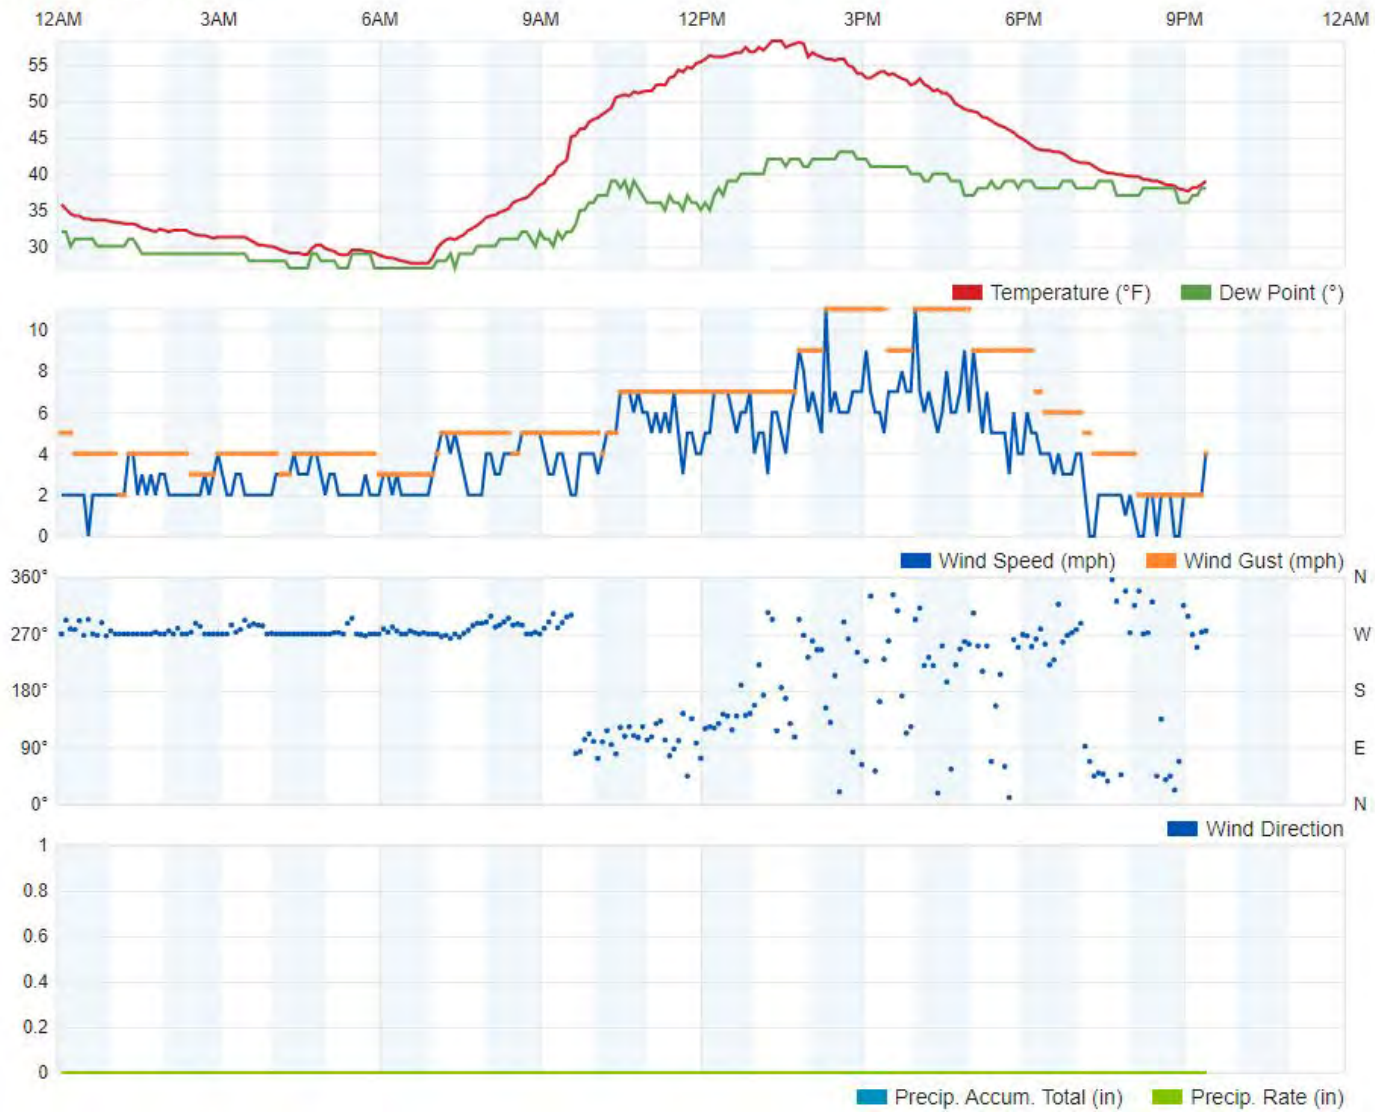 12AM 3AM 6AM 9AM 12PM 3PM 6PM 9PM 12AM
55
50
45
40
35
30
Temperature (°F) Dew Point (°)
10
8
6
4
2
0
Wind Speed (mph) Wind Gust (mph)
360° N
270° W
180° S
90° E
0° N
Wind Direction
1
0.8
0.6
0.4
0.2
0
Precip. Accum. Total (in) Precip. Rate (in)